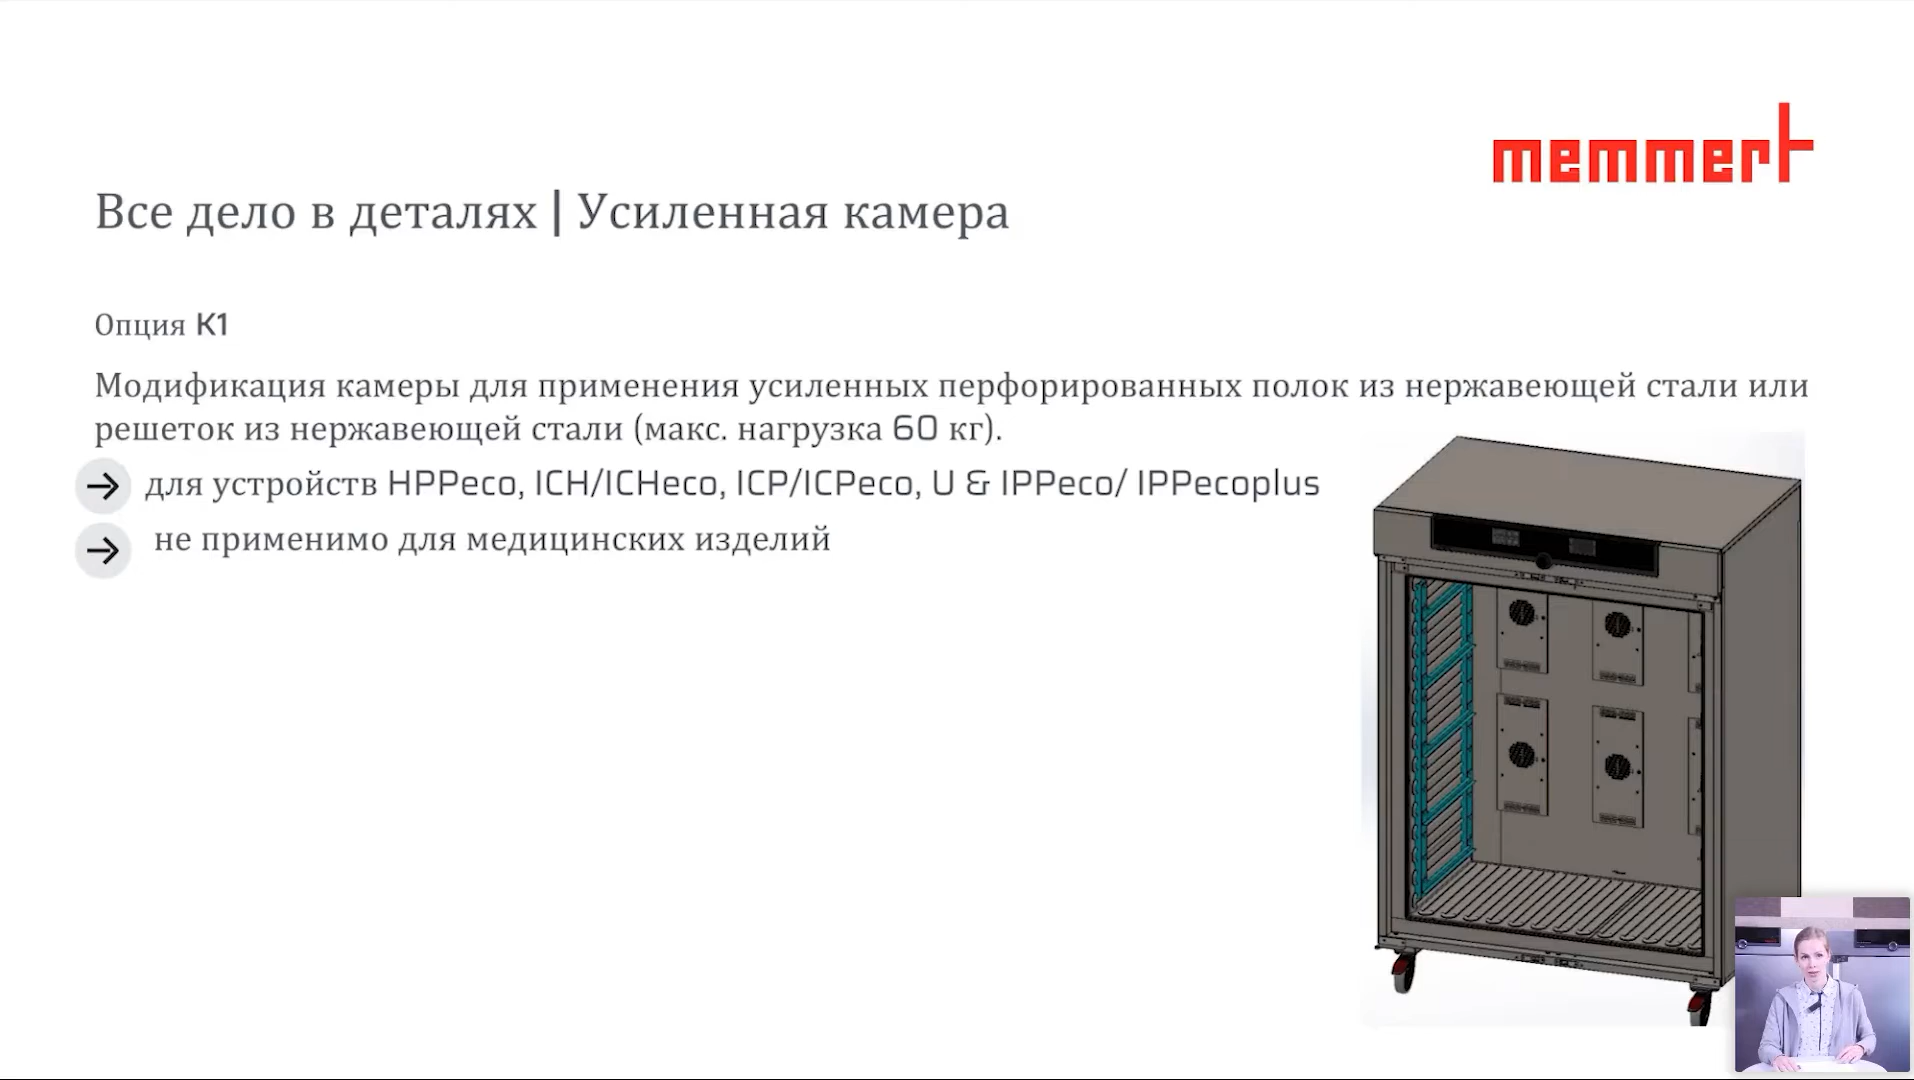 memmert
Все дело в деталях | Усиленная камера
Опция K1
Модификация камеры для применения усиленных перфорированных полок из нержавеющей стали или
решеток из нержавеющей стали (макс. нагрузка 60 кг).
для устройств HPPeco, ICH/ICHeco, ICP/ICPeco, U & IPPeco/ IPPecoplus
не применимо для медицинских изделий